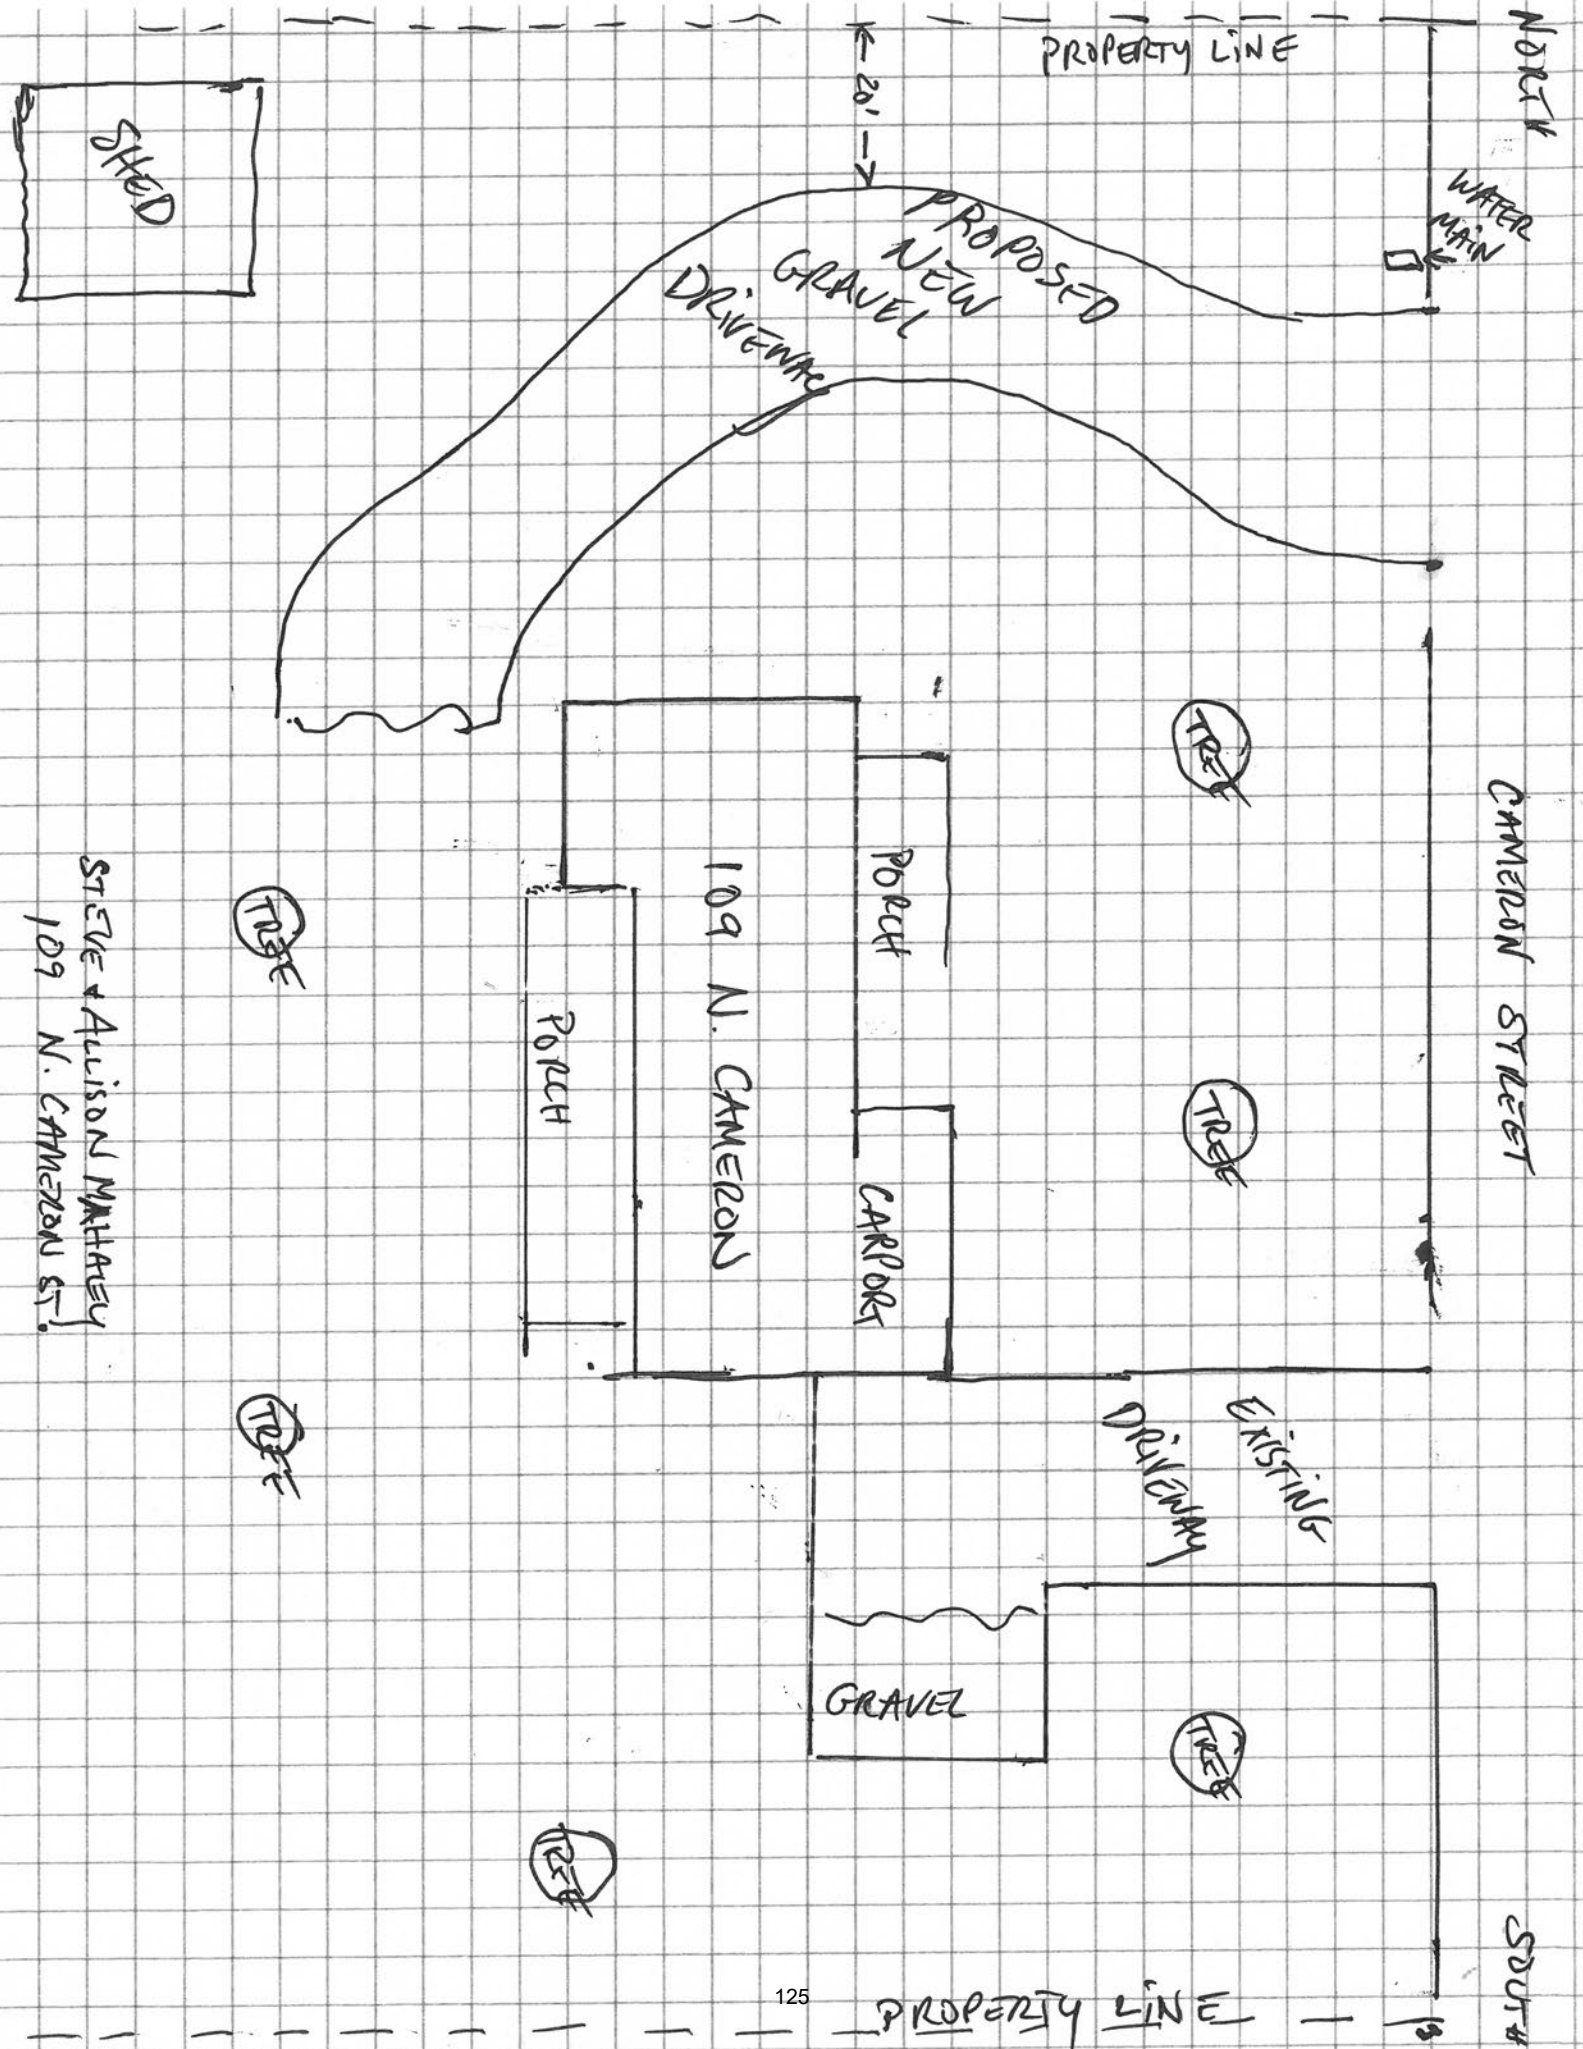 NORTH
PROPERTY LINE
20'
WATER
MAIN
SHED
PROPOSED
NEW
GRAVEL
DRIVEWAY
CAMERON STREET
TREE
PORCH
109 N. CAMERON
TREE
PORCH
TREE
CARPORT
STEVE & ALLISON MAHALEY
109 N. CAMERON ST.
EXISTING
DRIVEWAY
TREE
GRAVEL
TREE
TREE
SOUTH
125
PROPERTY LINE